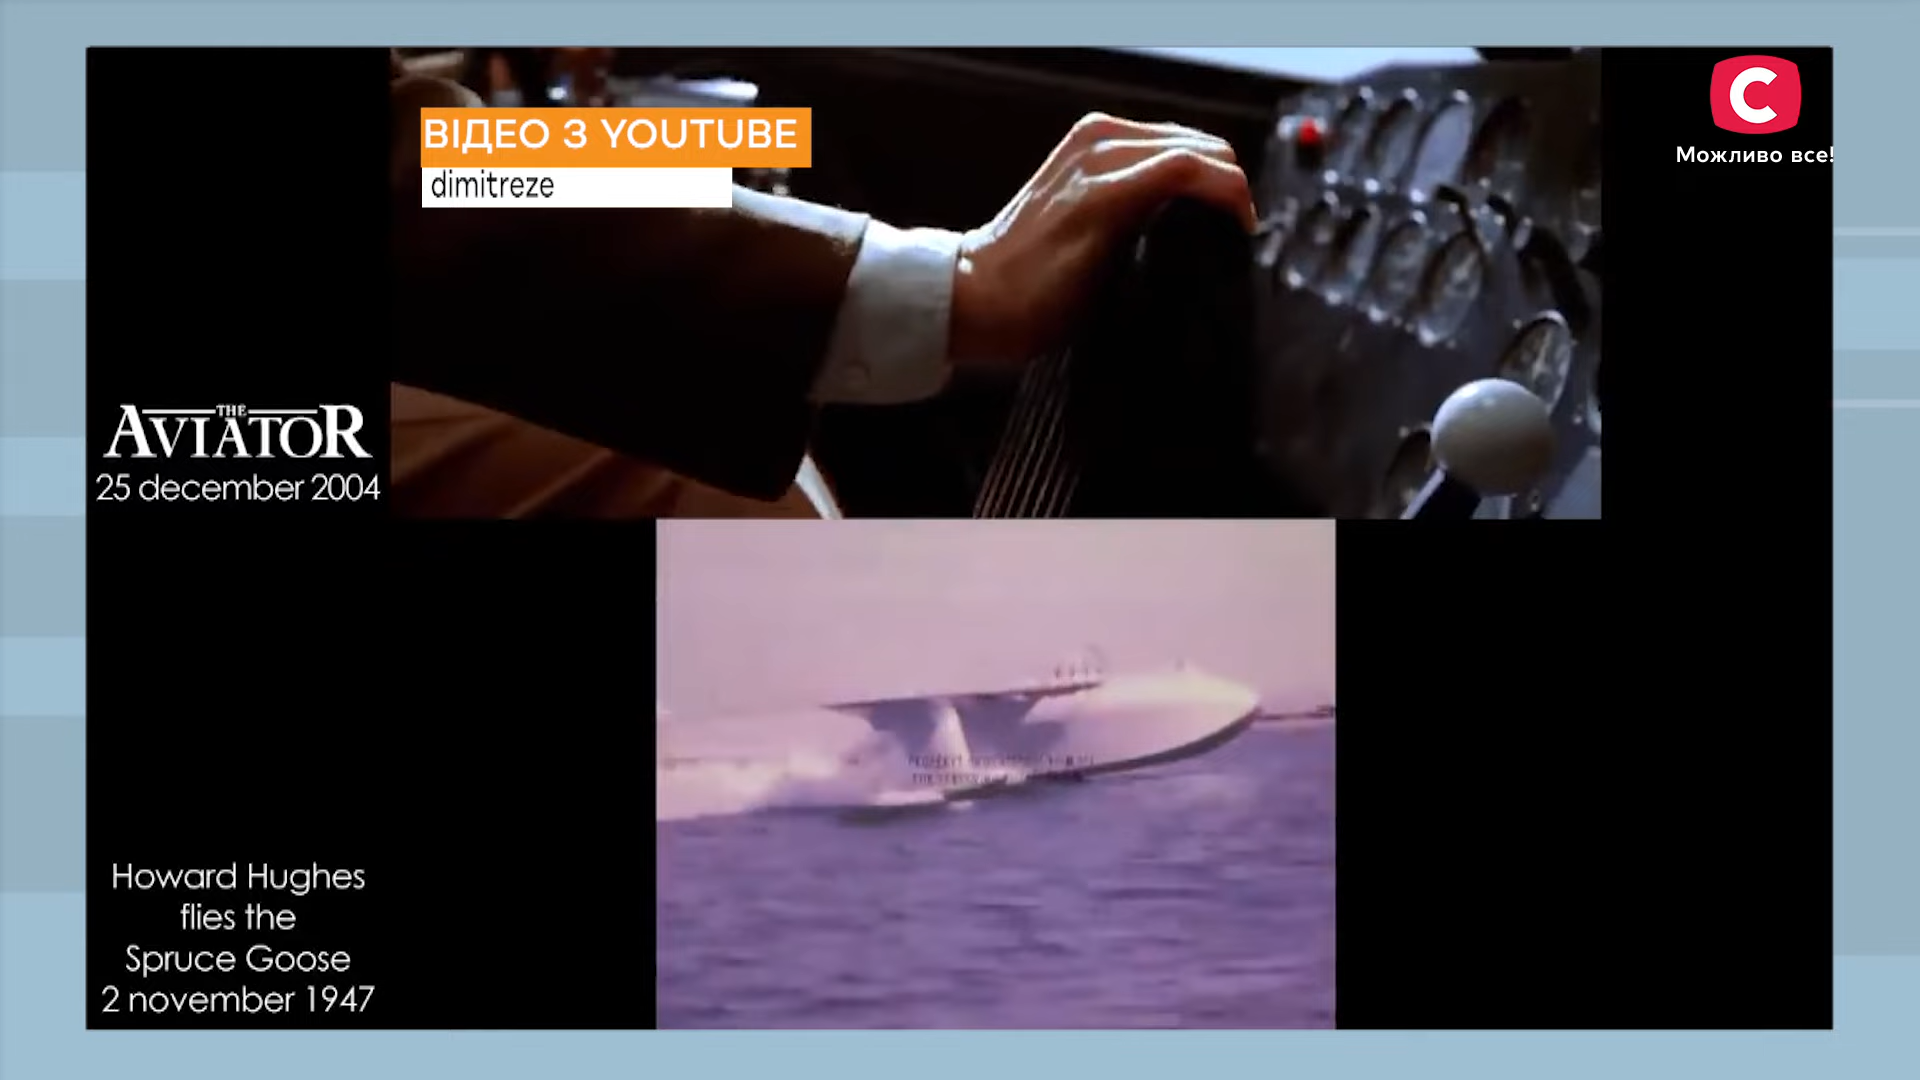 ВІДЕО З YOUTUBE
dimitreze
C
Можливо все!
THE
AVIATOR
25 december 2004
Howard Hughes
flies the
Spruce Goose
2 november 1947